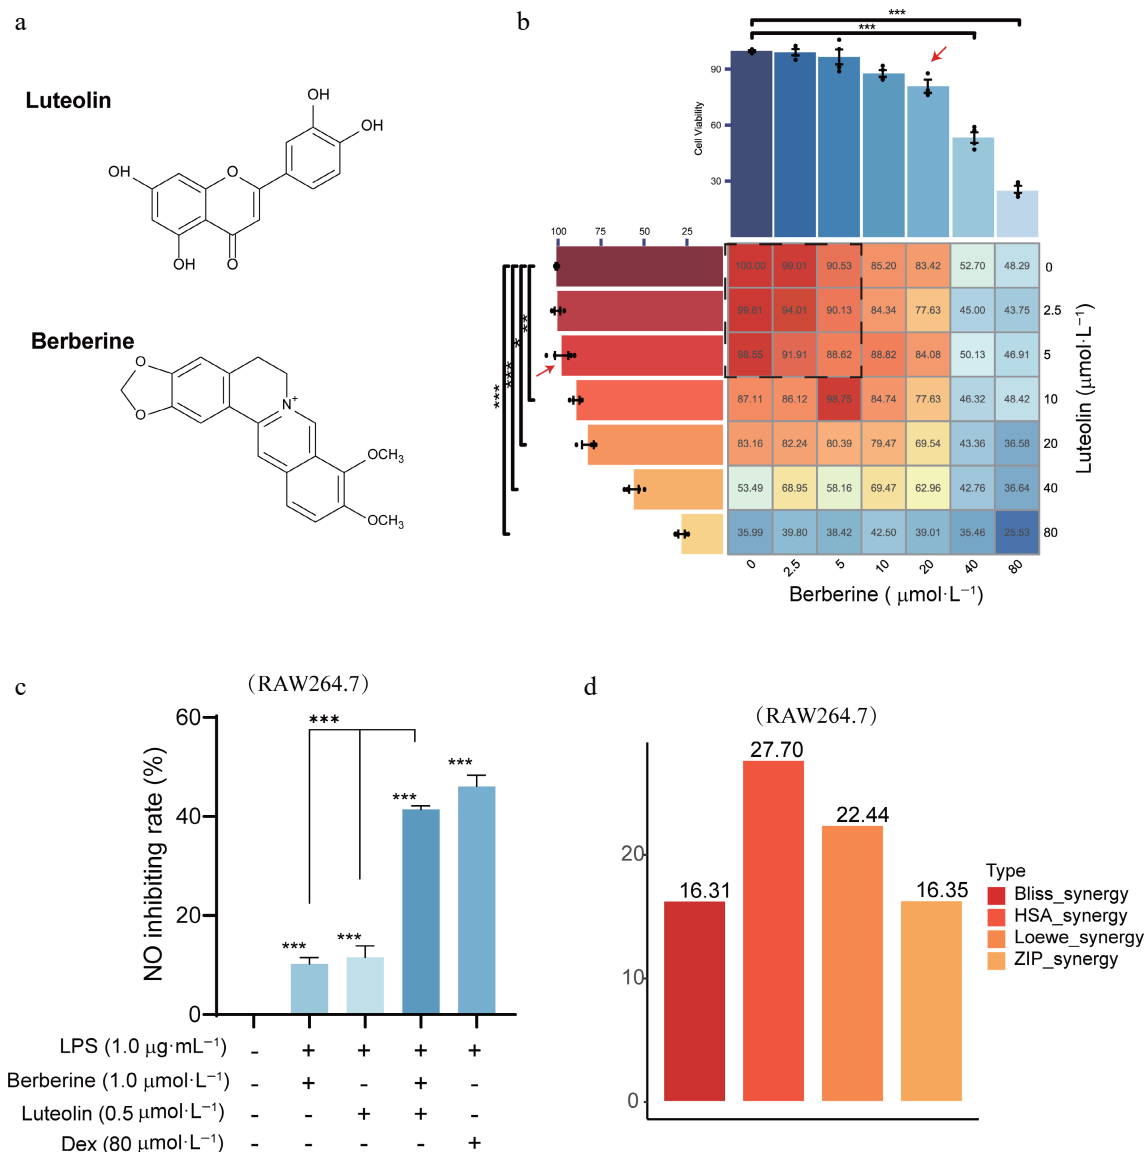 a
Luteolin
OH
OH
OH
O
OH
O
Berberine
O
O
N+
OCH3
OCH3
b
***
***
Cell Viability
90
60
30
100 75 50 25
100.00 99.01 90.53 85.20 83.42 52.70 48.29 0
99.61 94.01 90.13 84.34 77.63 45.00 43.75 2.5
98.55 91.91 88.62 88.82 84.08 50.13 46.91 5
87.11 86.12 98.75 84.74 77.63 46.32 48.42 10
83.16 82.24 80.39 79.47 69.54 43.36 36.58 20
53.49 68.95 58.16 69.47 62.96 42.76 36.64 40
35.99 39.80 38.42 42.50 39.01 35.46 25.53 80
**
*
***
***
0 2.5 5 10 20 40 80
Berberine ( μmol·L⁻¹)
Luteolin (μmol·L⁻¹)
c
(RAW264.7)
NO inhibiting rate (%)
60
40
20
0
***
***
***
***
***
LPS (1.0 μg·mL⁻¹) - + + + +
Berberine (1.0 μmol·L⁻¹) - + - + -
Luteolin (0.5 μmol·L⁻¹) - - + + -
Dex (80 μmol·L⁻¹) - - - - +
d
(RAW264.7)
20
10
0
16.31
27.70
22.44
16.35
Type
Bliss_synergy
HSA_synergy
Loewe_synergy
ZIP_synergy